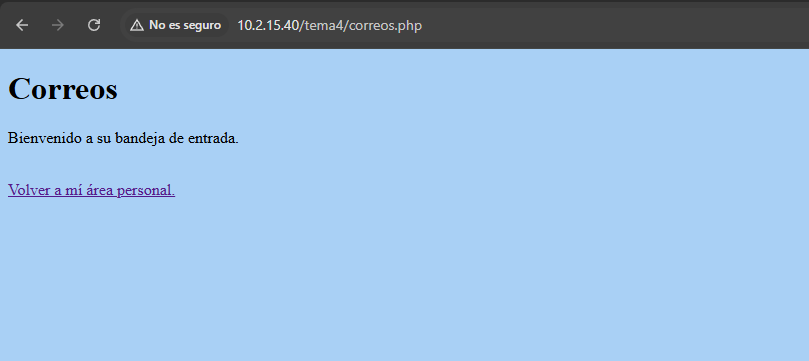 No es seguro 10.2.15.40/tema4/correos.php
Correos
Bienvenido a su bandeja de entrada.
Volver a mí área personal.